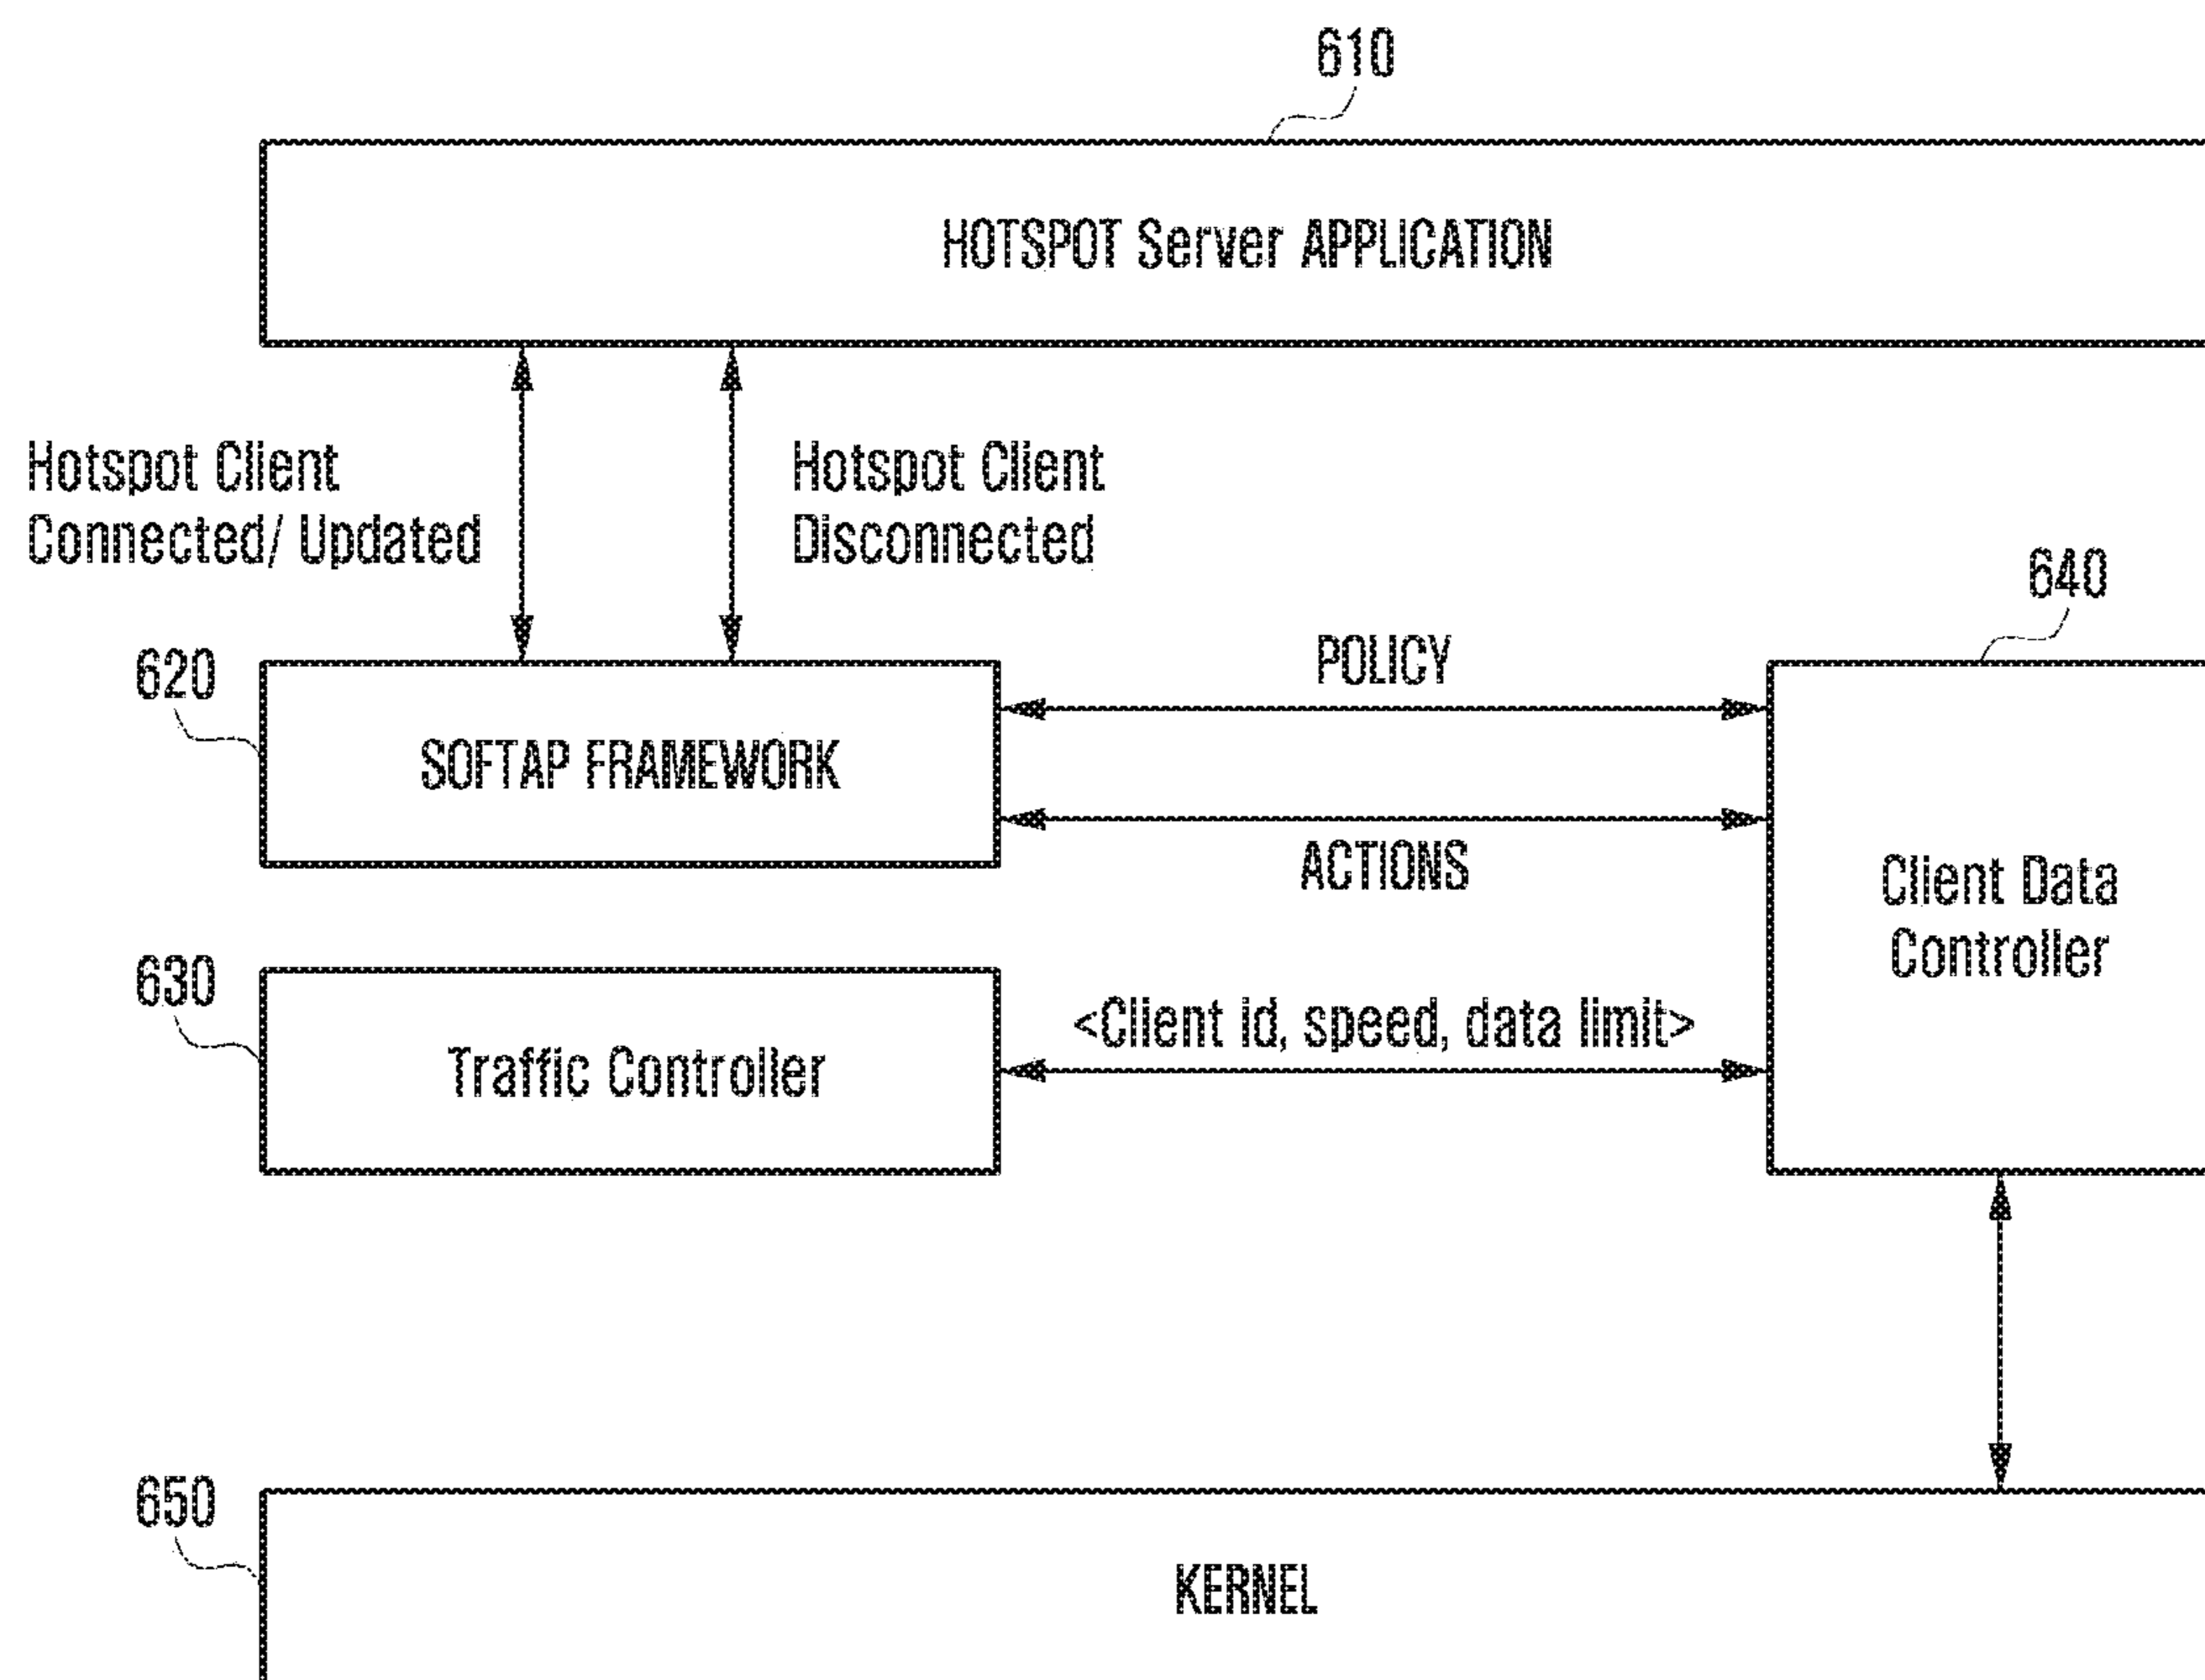 610
HOTSPOT Server APPLICATION
Hotspot Client
Connected/ Updated
Hotspot Client
Disconnected
640
620
POLICY
SOFTAP FRAMEWORK
ACTIONS
Client Data
Controller
630
<Client id, speed, data limit>
Traffic Controller
650
KERNEL